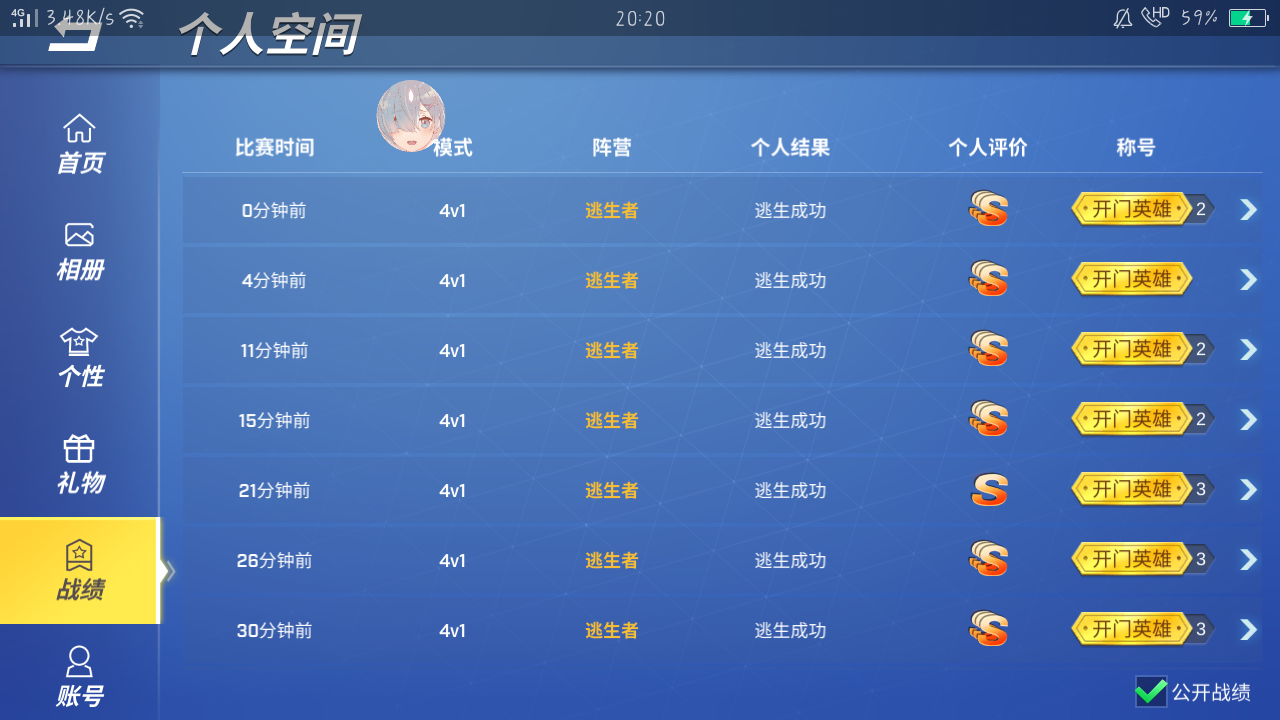 4G 3.48K/s 20:20 HD 59%
个人空间
首页
相册
个性
礼物
战绩
账号
比赛时间 模式 阵营 个人结果 个人评价 称号
0分钟前 4v1 逃生者 逃生成功 SSS 开门英雄 2
4分钟前 4v1 逃生者 逃生成功 SSS 开门英雄
11分钟前 4v1 逃生者 逃生成功 SSS 开门英雄 2
15分钟前 4v1 逃生者 逃生成功 SSS 开门英雄 2
21分钟前 4v1 逃生者 逃生成功 S 开门英雄 3
26分钟前 4v1 逃生者 逃生成功 SSS 开门英雄 3
30分钟前 4v1 逃生者 逃生成功 SSS 开门英雄 3
公开战绩